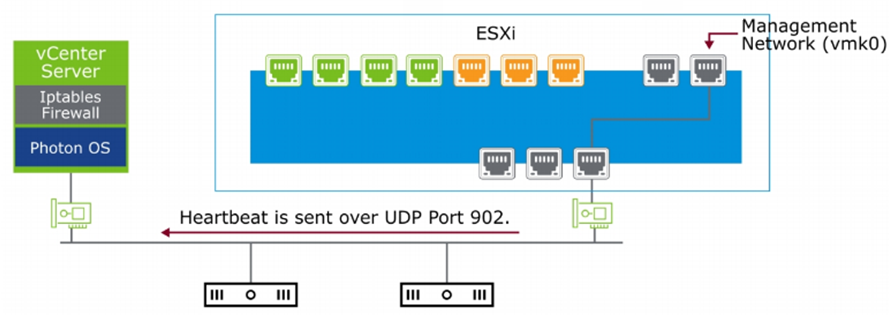 vCenter
Server
Iptables
Firewall
Photon OS
ESXi
Management
Network (vmk0)
Heartbeat is sent over UDP Port 902.